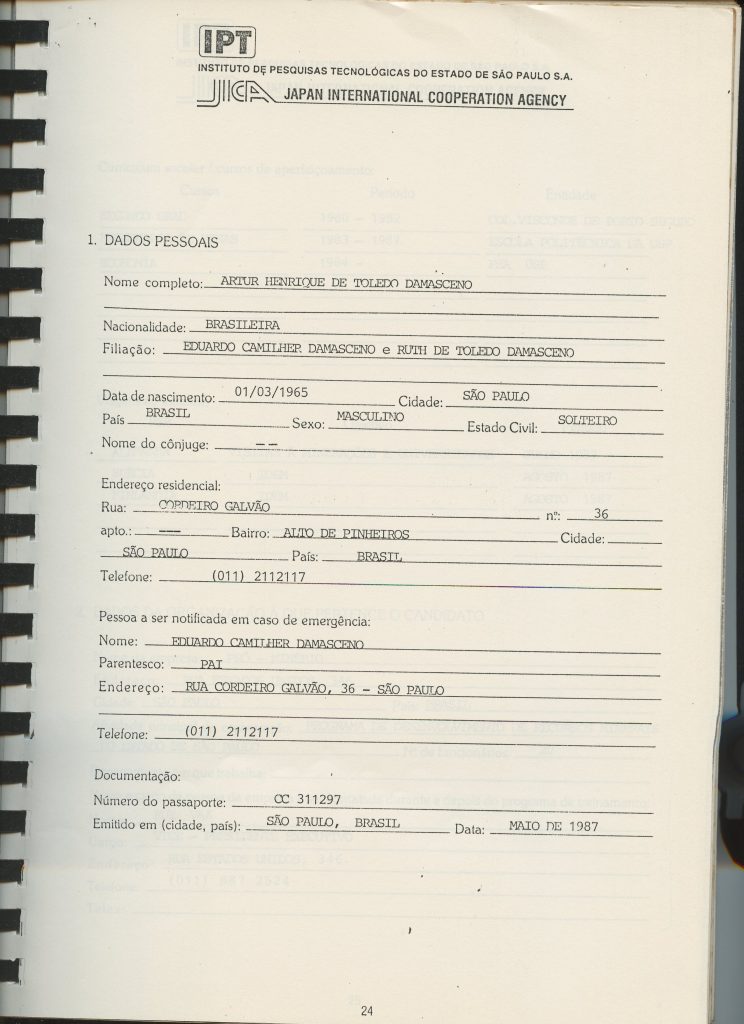 IPT
INSTITUTO DE PESQUISAS TECNOLÓGICAS DO ESTADO DE SÃO PAULO S.A.
JICA JAPAN INTERNATIONAL COOPERATION AGENCY
1. DADOS PESSOAIS
Nome completo: ARTUR HENRIQUE DE TOLEDO DAMASCENO
Nacionalidade: BRASILEIRA
Filiação: EDUARDO CAMILHER DAMASCENO e RUTH DE TOLEDO DAMASCENO
Data de nascimento: 01/03/1965 Cidade: SÃO PAULO
País BRASIL Sexo: MASCULINO Estado Civil: SOLTEIRO
Nome do cônjuge: --
Endereço residencial:
Rua: CORDEIRO GALVÃO nº: 36
apto.: --- Bairro: ALTO DE PINHEIROS Cidade:
SÃO PAULO País: BRASIL
Telefone: (011) 2112117
Pessoa a ser notificada em caso de emergência:
Nome: EDUARDO CAMILHER DAMASCENO
Parentesco: PAI
Endereço: RUA CORDEIRO GALVÃO, 36 - SÃO PAULO
Telefone: (011) 2112117
Documentação:
Número do passaporte: CC 311297
Emitido em (cidade, país): SÃO PAULO, BRASIL Data: MAIO DE 1987
24